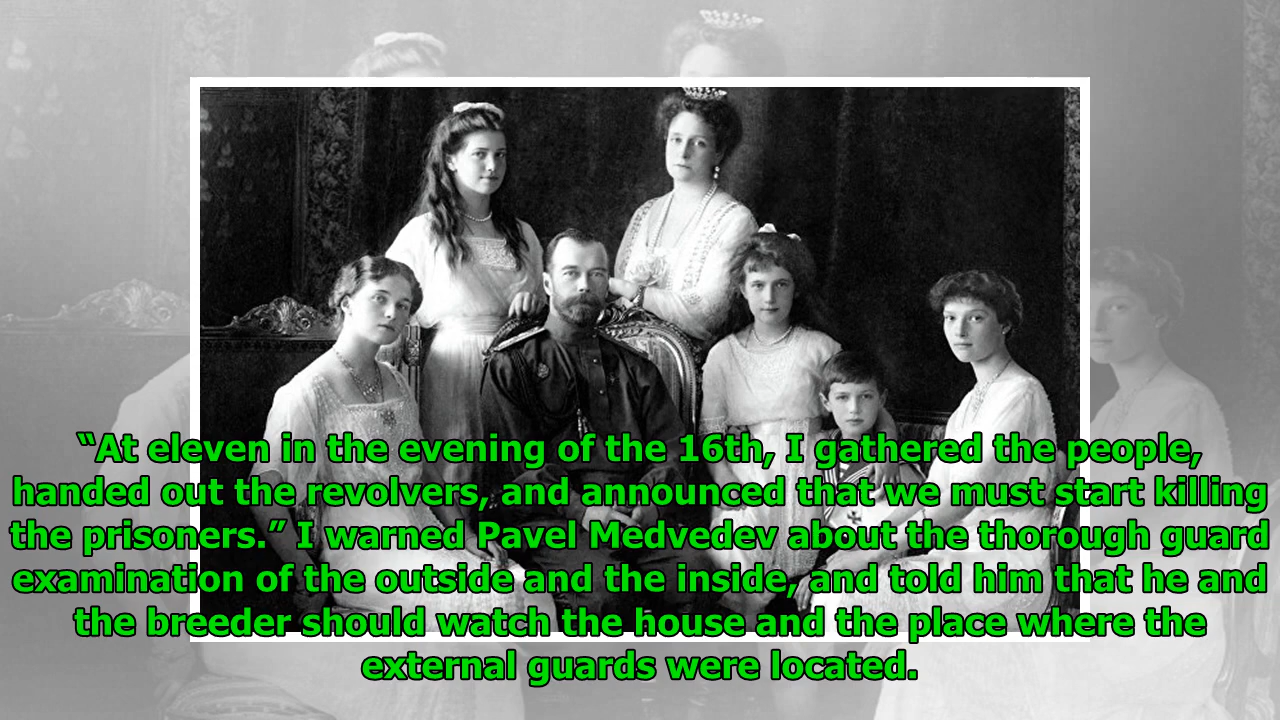 “At eleven in the evening of the 16th, I gathered the people,
handed out the revolvers, and announced that we must start killing
the prisoners.” I warned Pavel Medvedev about the thorough guard
examination of the outside and the inside, and told him that he and
the breeder should watch the house and the place where the
external guards were located.